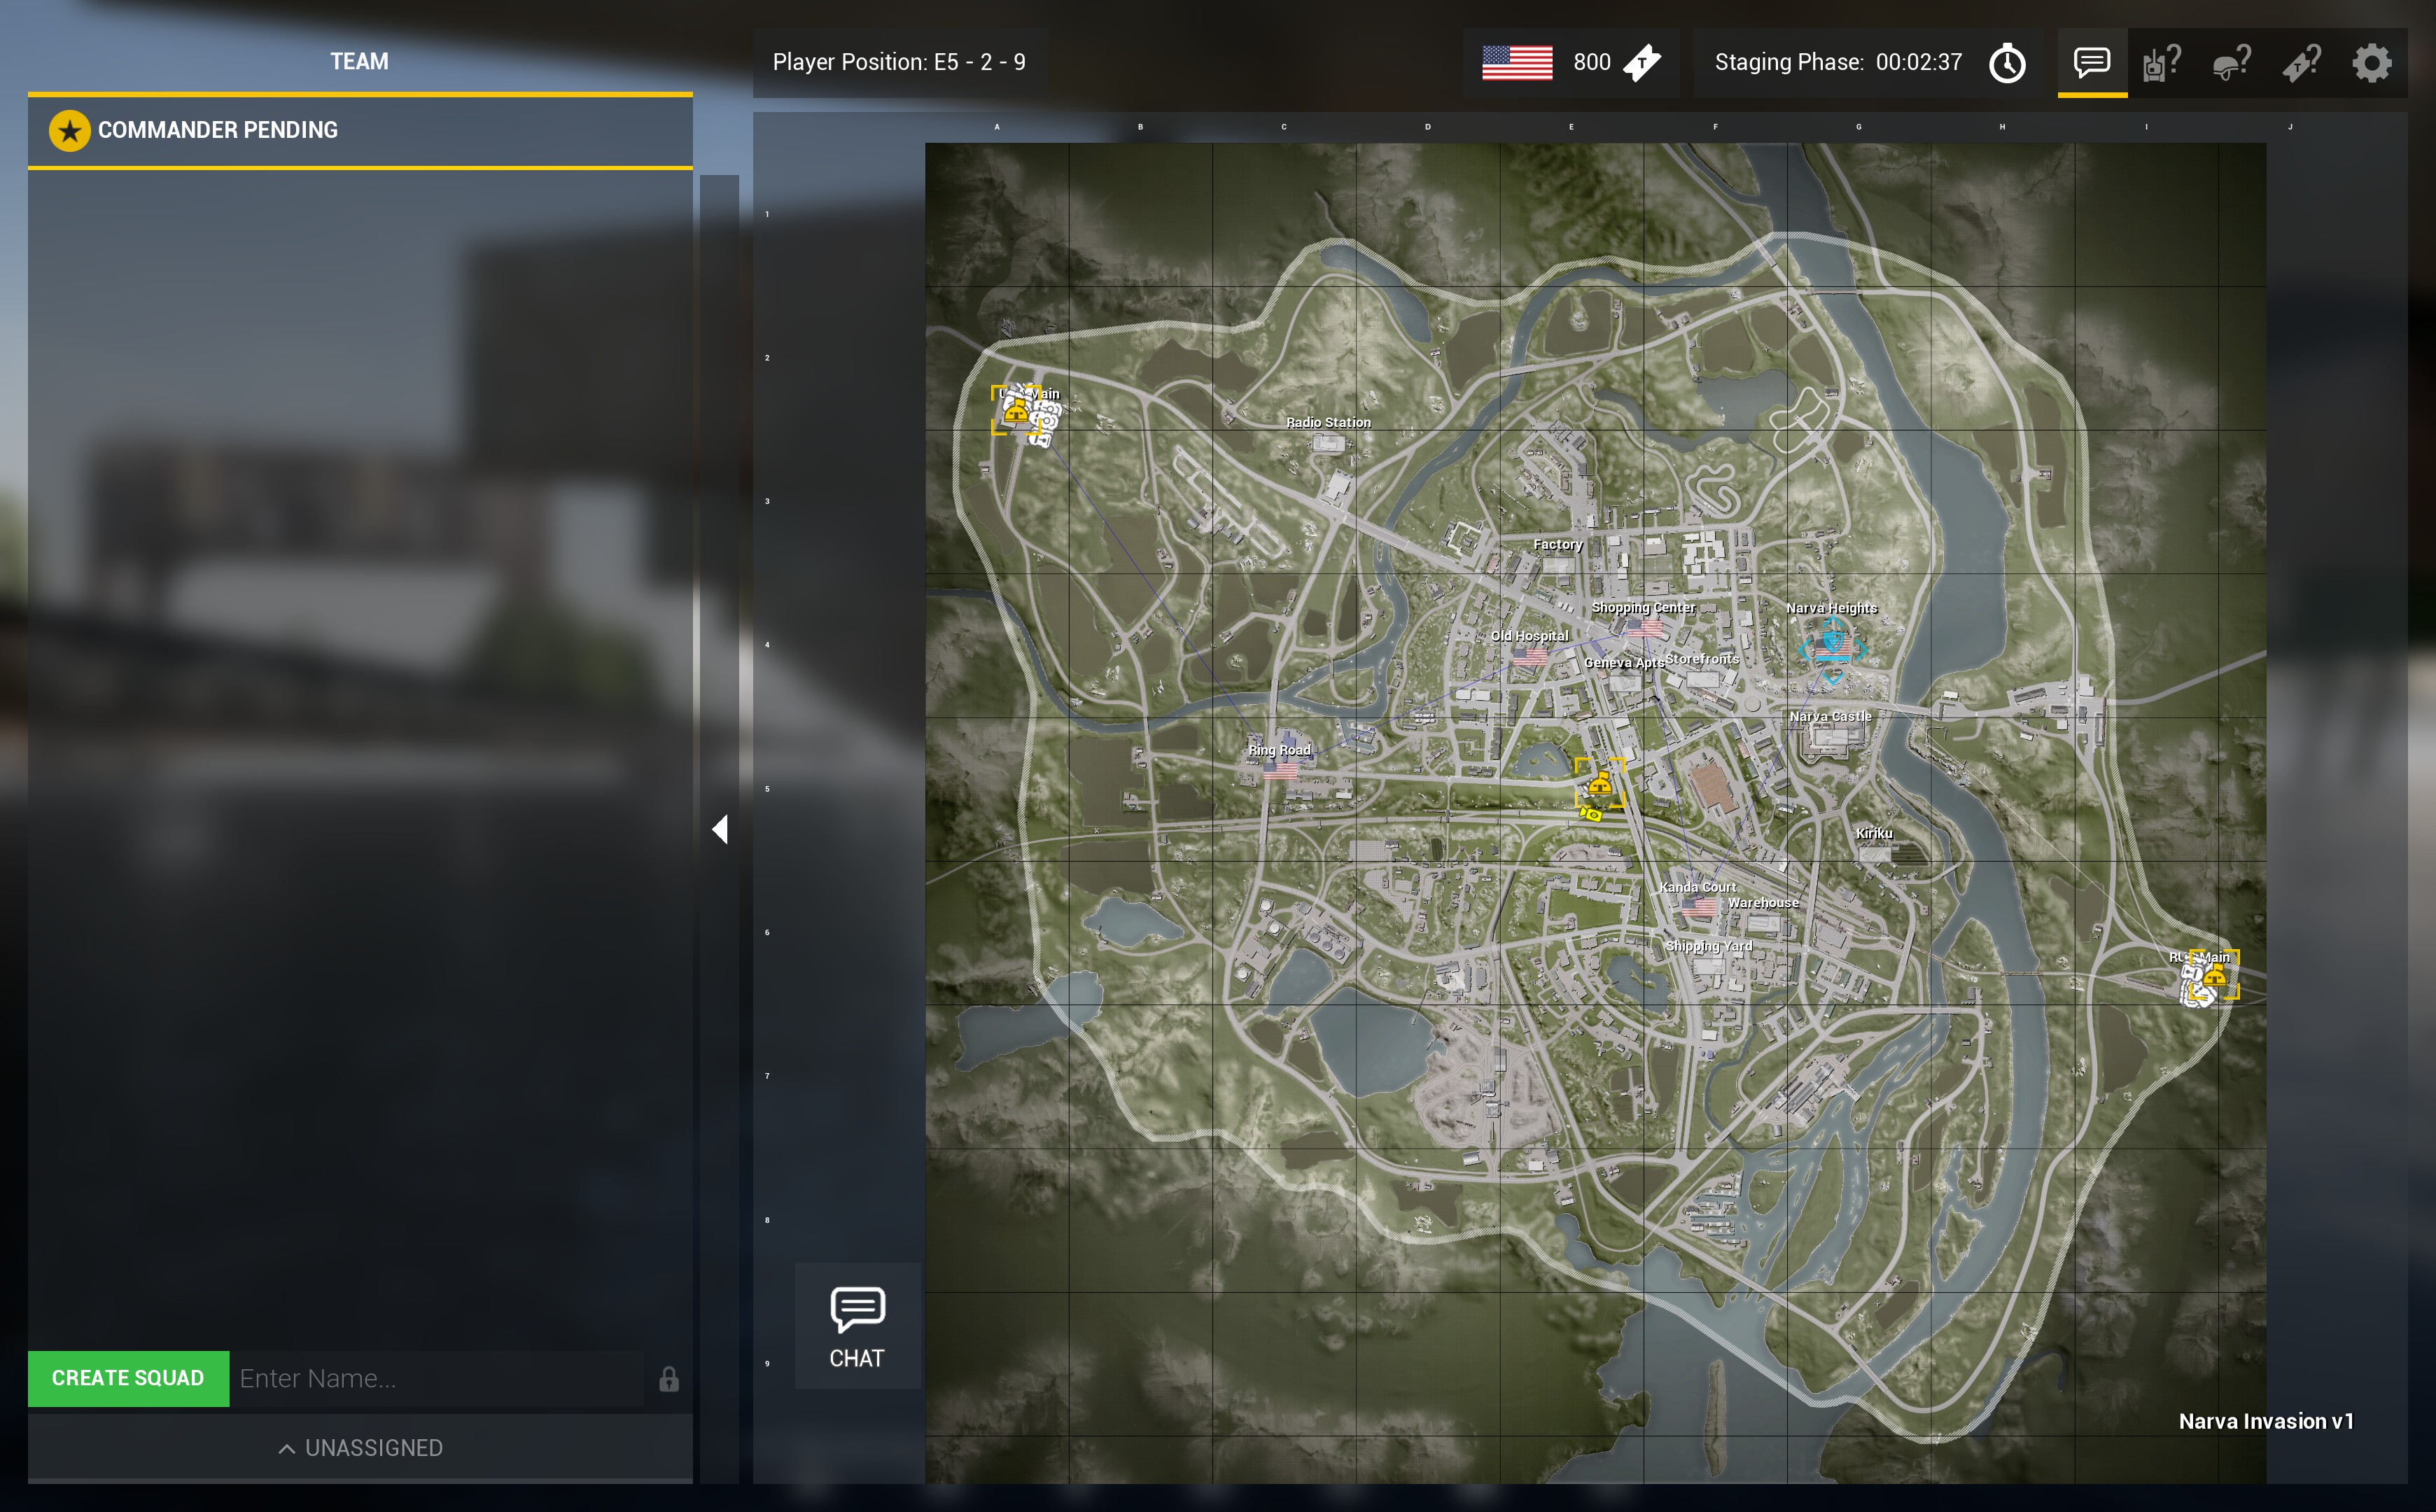 TEAM
Player Position: E5 - 2 - 9
800
Staging Phase: 00:02:37
COMMANDER PENDING
A B C D E F G H I J
1
2
3
4
5
6
7
8
9
Main
Radio Station
Factory
Shopping Center
Narva Heights
Old Hospital
Geneva Apts
Storefronts
Narva Castle
Ring Road
Kiriku
Kanda Court
Warehouse
Shipping Yard
Main
CHAT
CREATE SQUAD
Enter Name...
UNASSIGNED
Narva Invasion v1